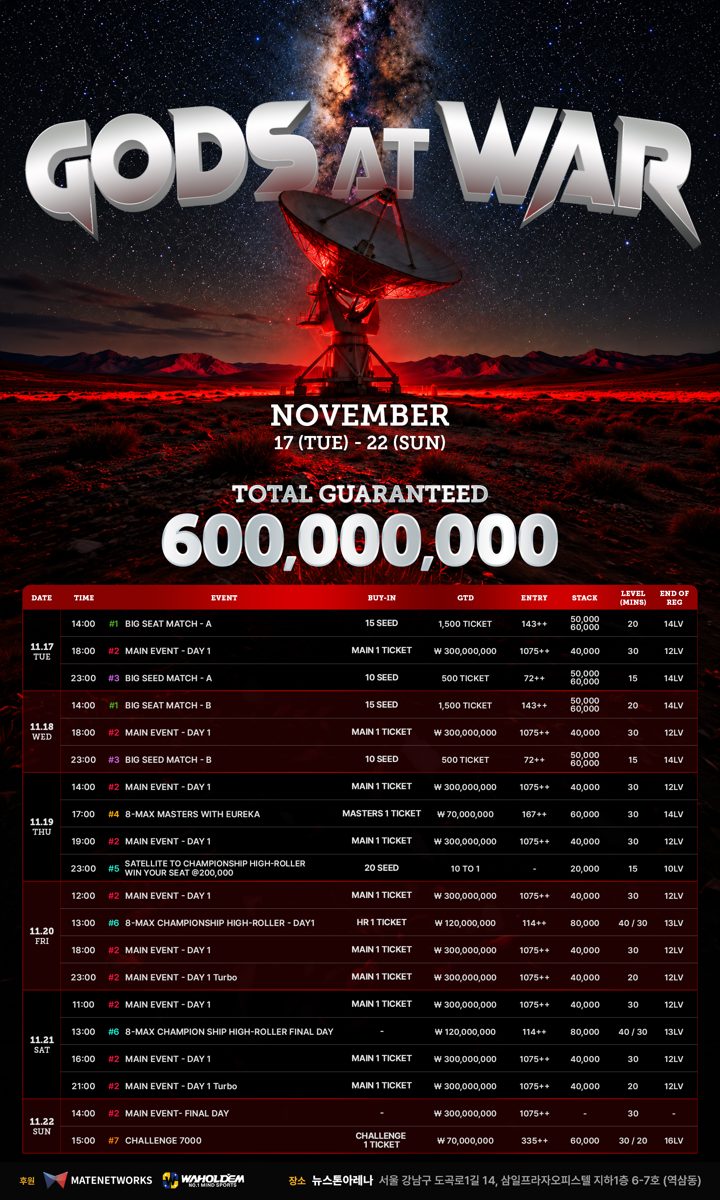 GODS AT WAR
NOVEMBER
17 (TUE) - 22 (SUN)
TOTAL GUARANTEED
600,000,000
DATE TIME EVENT BUY-IN GTD ENTRY STACK LEVEL (MINS) END OF REG
11.17 TUE
14:00 #1 BIG SEAT MATCH - A 15 SEED 1,500 TICKET 143++ 50,000 60,000 20 14LV
18:00 #2 MAIN EVENT - DAY 1 MAIN 1 TICKET ₩ 300,000,000 1075++ 40,000 30 12LV
23:00 #3 BIG SEED MATCH - A 10 SEED 500 TICKET 72++ 50,000 60,000 15 14LV
11.18 WED
14:00 #1 BIG SEAT MATCH - B 15 SEED 1,500 TICKET 143++ 50,000 60,000 20 14LV
18:00 #2 MAIN EVENT - DAY 1 MAIN 1 TICKET ₩ 300,000,000 1075++ 40,000 30 12LV
23:00 #3 BIG SEED MATCH - B 10 SEED 500 TICKET 72++ 50,000 60,000 15 14LV
11.19 THU
14:00 #2 MAIN EVENT - DAY 1 MAIN 1 TICKET ₩ 300,000,000 1075++ 40,000 30 12LV
17:00 #4 8-MAX MASTERS WITH EUREKA MASTERS 1 TICKET ₩ 70,000,000 167++ 60,000 30 14LV
19:00 #2 MAIN EVENT - DAY 1 MAIN 1 TICKET ₩ 300,000,000 1075++ 40,000 30 12LV
23:00 #5 SATELLITE TO CHAMPIONSHIP HIGH-ROLLER WIN YOUR SEAT @200,000 20 SEED 10 TO 1 - 20,000 15 10LV
11.20 FRI
12:00 #2 MAIN EVENT - DAY 1 MAIN 1 TICKET ₩ 300,000,000 1075++ 40,000 30 12LV
13:00 #6 8-MAX CHAMPIONSHIP HIGH-ROLLER - DAY1 HR 1 TICKET ₩ 120,000,000 114++ 80,000 40 / 30 13LV
18:00 #2 MAIN EVENT - DAY 1 MAIN 1 TICKET ₩ 300,000,000 1075++ 40,000 30 12LV
23:00 #2 MAIN EVENT - DAY 1 Turbo MAIN 1 TICKET ₩ 300,000,000 1075++ 40,000 20 12LV
11.21 SAT
11:00 #2 MAIN EVENT - DAY 1 MAIN 1 TICKET ₩ 300,000,000 1075++ 40,000 30 12LV
13:00 #6 8-MAX CHAMPION SHIP HIGH-ROLLER FINAL DAY - ₩ 120,000,000 114++ 80,000 40 / 30 13LV
16:00 #2 MAIN EVENT - DAY 1 MAIN 1 TICKET ₩ 300,000,000 1075++ 40,000 30 12LV
21:00 #2 MAIN EVENT - DAY 1 Turbo MAIN 1 TICKET ₩ 300,000,000 1075++ 40,000 20 12LV
11.22 SUN
14:00 #2 MAIN EVENT- FINAL DAY - ₩ 300,000,000 1075++ - 30 -
15:00 #7 CHALLENGE 7000 CHALLENGE 1 TICKET ₩ 70,000,000 335++ 60,000 30 / 20 16LV
후원 MATENETWORKS WAHOLDEM NO.1 MIND SPORTS 장소 뉴스톤아레나 서울 강남구 도곡로1길 14, 삼일프라자오피스텔 지하1층 6-7호 (역삼동)